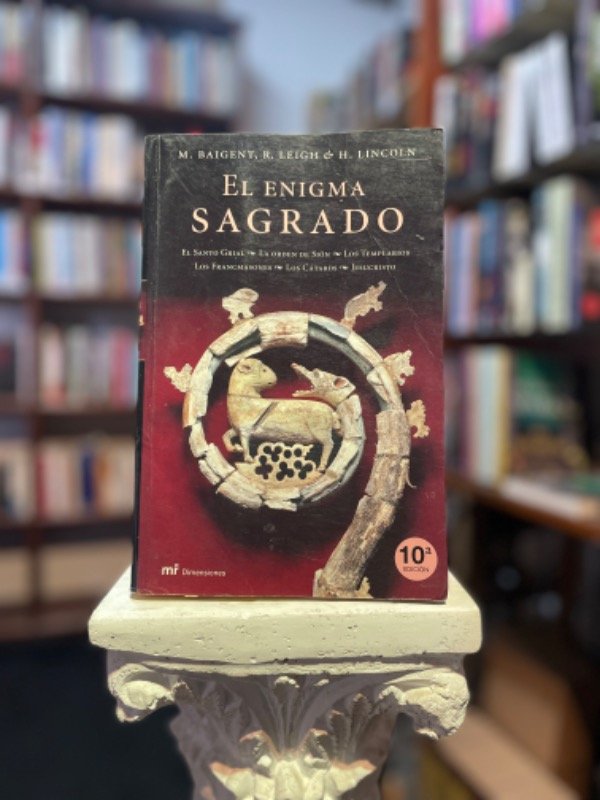 M. BAIGENT, R. LEIGH & H. LINCOLN
EL ENIGMA
SAGRADO
EL SANTO GRIAL ❧ LA ORDEN DE SIÓN ❧ LOS TEMPLARIOS
LOS FRANCMASONES ❧ LOS CÁTAROS ❧ JESUCRISTO
10.ª
EDICIÓN
mr Dimensiones